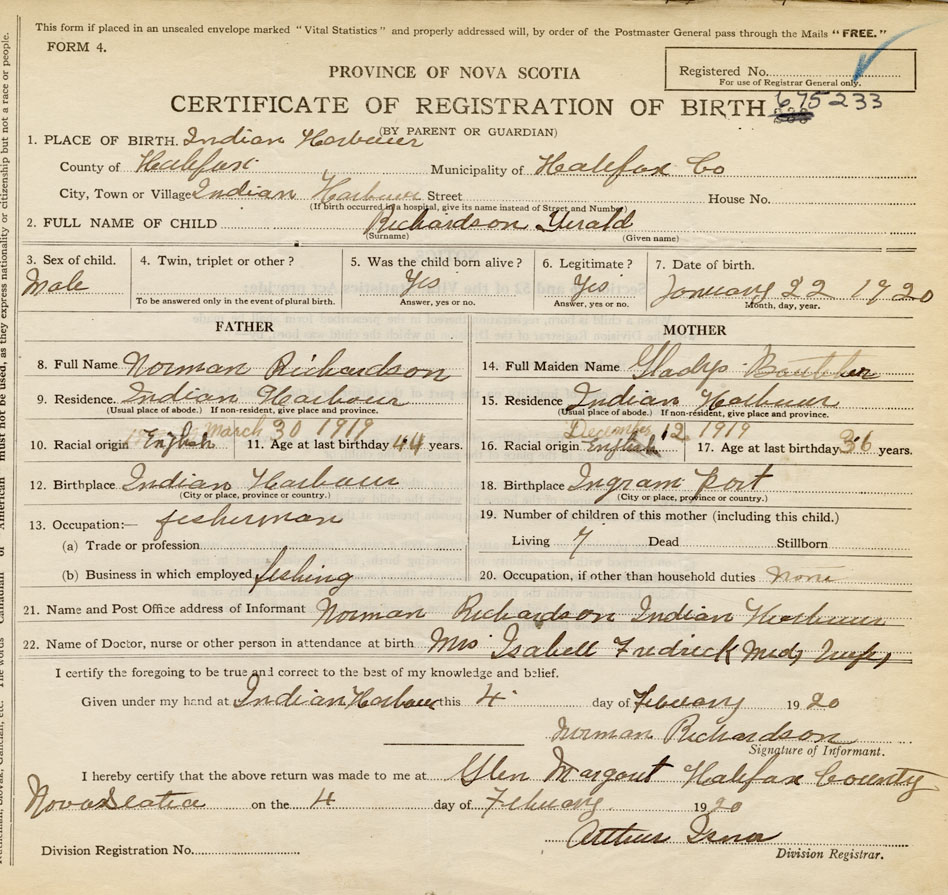 This form if placed in an unsealed envelope marked "Vital Statistics" and properly addressed will, by order of the Postmaster General pass through the Mails "FREE."
FORM 4.
Registered No.
For use of Registrar General only.
PROVINCE OF NOVA SCOTIA
CERTIFICATE OF REGISTRATION OF BIRTH 675233
(BY PARENT OR GUARDIAN)
1. PLACE OF BIRTH. Indian Harbour
County of Halifax Municipality of Halifax Co
City, Town or Village Indian Harbour Street House No.
(If birth occurred in a hospital, give its name instead of Street and Number)
2. FULL NAME OF CHILD Richardson Gerald
(Surname) (Given name)
3. Sex of child. 4. Twin, triplet or other? 5. Was the child born alive? 6. Legitimate? 7. Date of birth.
Male Yes Yes January 22 1920
To be answered only in the event of plural birth. Answer, yes or no. Answer, yes or no. Month, day, year.
FATHER MOTHER
8. Full Name Norman Richardson 14. Full Maiden Name Gladys
9. Residence. Indian Harbour 15. Residence Indian Harbour
(Usual place of abode.) If non-resident, give place and province. (Usual place of abode.) If non-resident, give place and province.
March 30 1919 December 12 1919
10. Racial origin English 11. Age at last birthday 44 years. 16. Racial origin English 17. Age at last birthday 36 years.
12. Birthplace Indian Harbour 18. Birthplace Ingram Port
(City or place, province or country.) (City or place, province or country.)
13. Occupation:— fisherman 19. Number of children of this mother (including this child.)
(a) Trade or profession Living 7 Dead Stillborn
(b) Business in which employed fishing 20. Occupation, if other than household duties None
21. Name and Post Office address of Informant Norman Richardson Indian Harbour
22. Name of Doctor, nurse or other person in attendance at birth Mrs Isabell Fredrick
I certify the foregoing to be true and correct to the best of my knowledge and belief.
Given under my hand at Indian Harbour this 4 day of February 1920
Norman Richardson
Signature of Informant.
I hereby certify that the above return was made to me at Glen Margaut Halifax County
Nova Scotia on the 4 day of February 1920
Arthur
Division Registration No. Division Registrar.